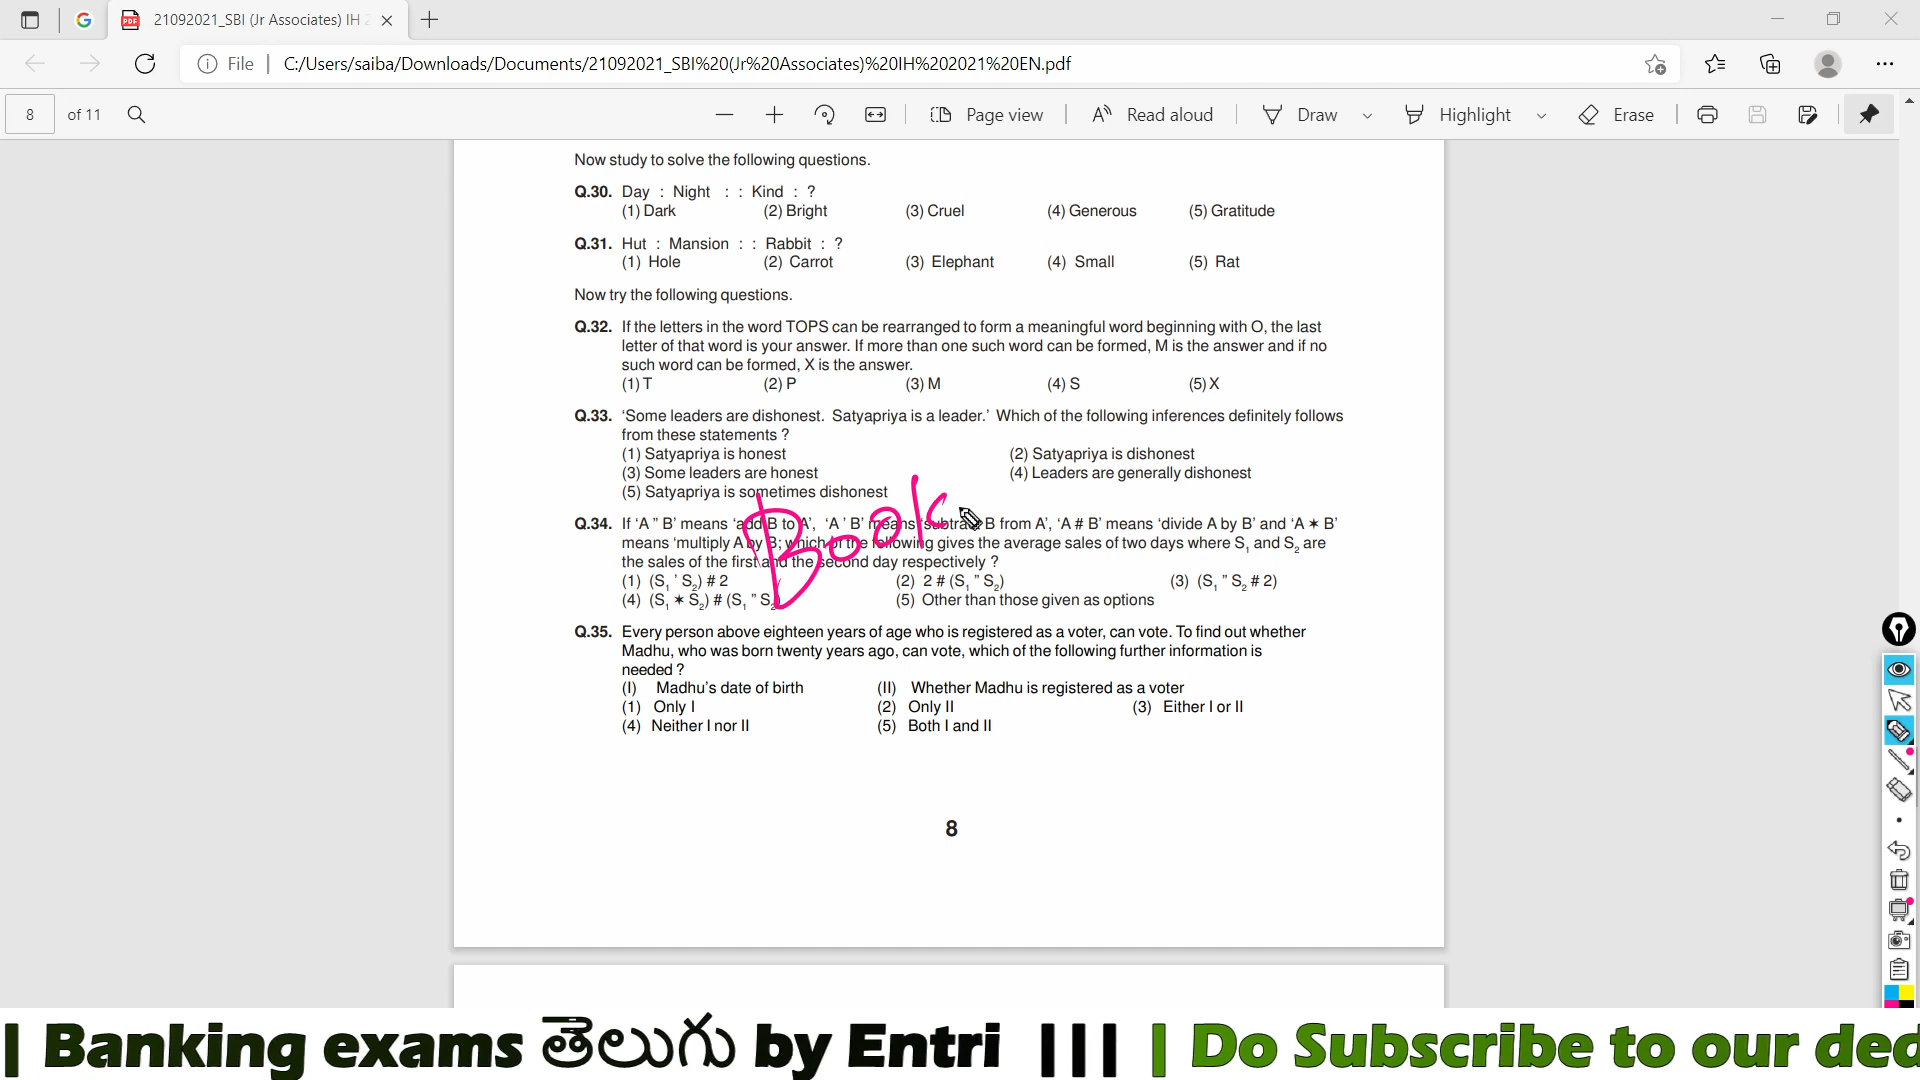 21092021_SBI (Jr Associates) IH 2
File | C:/Users/saiba/Downloads/Documents/21092021_SBI%20(Jr%20Associates)%20IH%202021%20EN.pdf
8 of 11 Page view Read aloud Draw Highlight Erase
Now study to solve the following questions.
Q.30. Day : Night : : Kind : ?
(1) Dark (2) Bright (3) Cruel (4) Generous (5) Gratitude
Q.31. Hut : Mansion : : Rabbit : ?
(1) Hole (2) Carrot (3) Elephant (4) Small (5) Rat
Now try the following questions.
Q.32. If the letters in the word TOPS can be rearranged to form a meaningful word beginning with O, the last
letter of that word is your answer. If more than one such word can be formed, M is the answer and if no
such word can be formed, X is the answer.
(1) T (2) P (3) M (4) S (5) X
Q.33. ‘Some leaders are dishonest. Satyapriya is a leader.’ Which of the following inferences definitely follows
from these statements ?
(1) Satyapriya is honest (2) Satyapriya is dishonest
(3) Some leaders are honest (4) Leaders are generally dishonest
(5) Satyapriya is sometimes dishonest
Book
Q.34. If ‘A ” B’ means ‘add B to A’, ‘A ’ B’ means ‘subtract B from A’, ‘A # B’ means ‘divide A by B’ and ‘A ✶ B’
means ‘multiply A by B; which of the following gives the average sales of two days where S₁ and S₂ are
the sales of the first and the second day respectively ?
(1) (S₁ ’ S₂) # 2 (2) 2 # (S₁ ” S₂) (3) (S₁ ” S₂ # 2)
(4) (S₁ ✶ S₂) # (S₁ ” S₂) (5) Other than those given as options
Q.35. Every person above eighteen years of age who is registered as a voter, can vote. To find out whether
Madhu, who was born twenty years ago, can vote, which of the following further information is
needed ?
(I) Madhu’s date of birth (II) Whether Madhu is registered as a voter
(1) Only I (2) Only II (3) Either I or II
(4) Neither I nor II (5) Both I and II
8
| Banking exams తెలుగు by Entri ||| | Do Subscribe to our ded